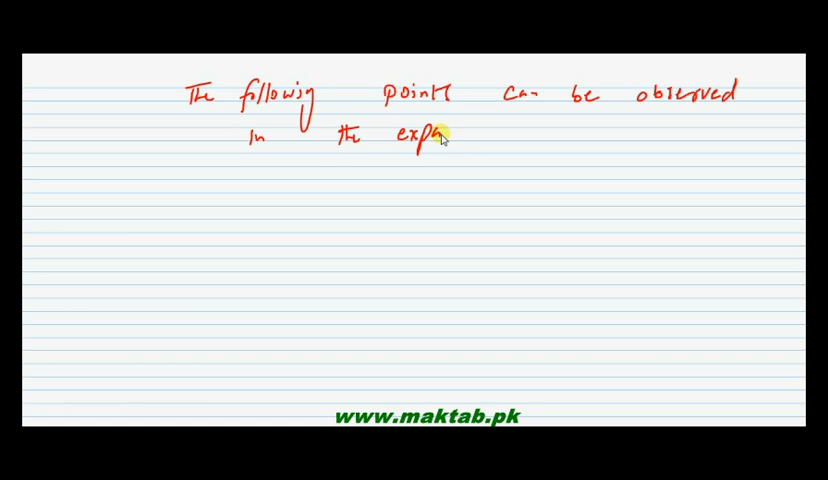 The following points can be observed
in the expa
www.maktab.pk